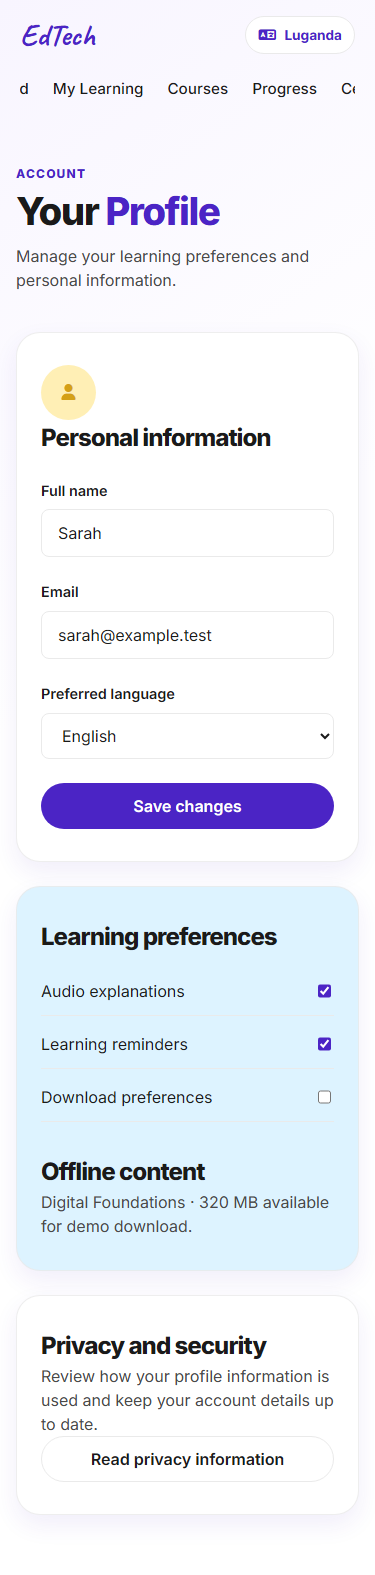 EdTech
Luganda
d My Learning Courses Progress Ce
ACCOUNT
Your Profile
Manage your learning preferences and
personal information.
Personal information
Full name
Sarah
Email
sarah@example.test
Preferred language
English
Save changes
Learning preferences
Audio explanations
Learning reminders
Download preferences
Offline content
Digital Foundations · 320 MB available
for demo download.
Privacy and security
Review how your profile information is
used and keep your account details up
to date.
Read privacy information